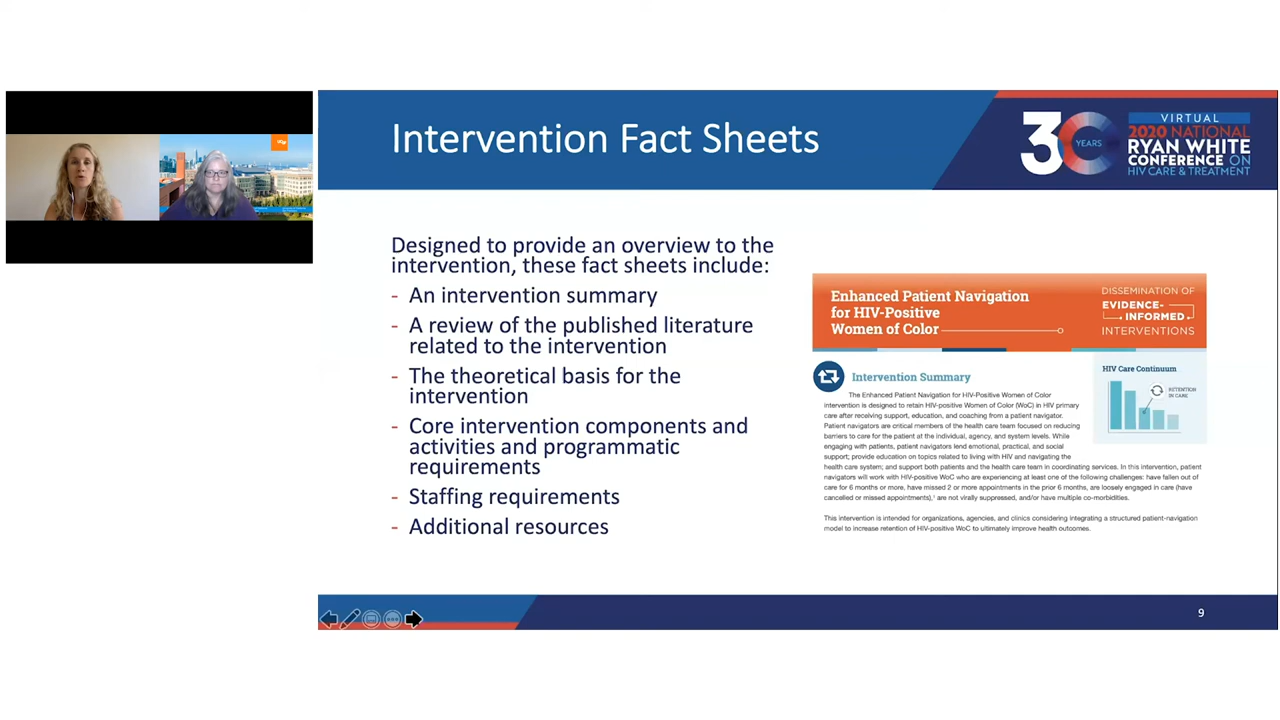 Intervention Fact Sheets
30
YEARS
VIRTUAL
2020 NATIONAL
RYAN WHITE
CONFERENCE ON
HIV CARE & TREATMENT
Designed to provide an overview to the
intervention, these fact sheets include:
- An intervention summary
- A review of the published literature
related to the intervention
- The theoretical basis for the
intervention
- Core intervention components and
activities and programmatic
requirements
- Staffing requirements
- Additional resources
Enhanced Patient Navigation
for HIV-Positive
Women of Color
DISSEMINATION OF
EVIDENCE-
INFORMED
INTERVENTIONS
Intervention Summary
The Enhanced Patient Navigation for HIV-Positive Women of Color
intervention is designed to retain HIV-positive Women of Color (WoC) in HIV primary
care after receiving support, education, and coaching from a patient navigator.
Patient navigators are critical members of the health care team focused on reducing
barriers to care for the patient at the individual, agency, and system levels. While
engaging with patients, patient navigators lend emotional, practical, and social
support; provide education on topics related to living with HIV and navigating the
health care system; and support both patients and the health care team in coordinating services. In this intervention, patient
navigators will work with HIV-positive WoC who are experiencing at least one of the following challenges: have fallen out of
care for 6 months or more, have missed 2 or more appointments in the prior 6 months, are loosely engaged in care (have
cancelled or missed appointments),¹ are not virally suppressed, and/or have multiple co-morbidities.
This intervention is intended for organizations, agencies, and clinics considering integrating a structured patient-navigation
model to increase retention of HIV-positive WoC to ultimately improve health outcomes.
HIV Care Continuum
RETENTION
IN CARE
9